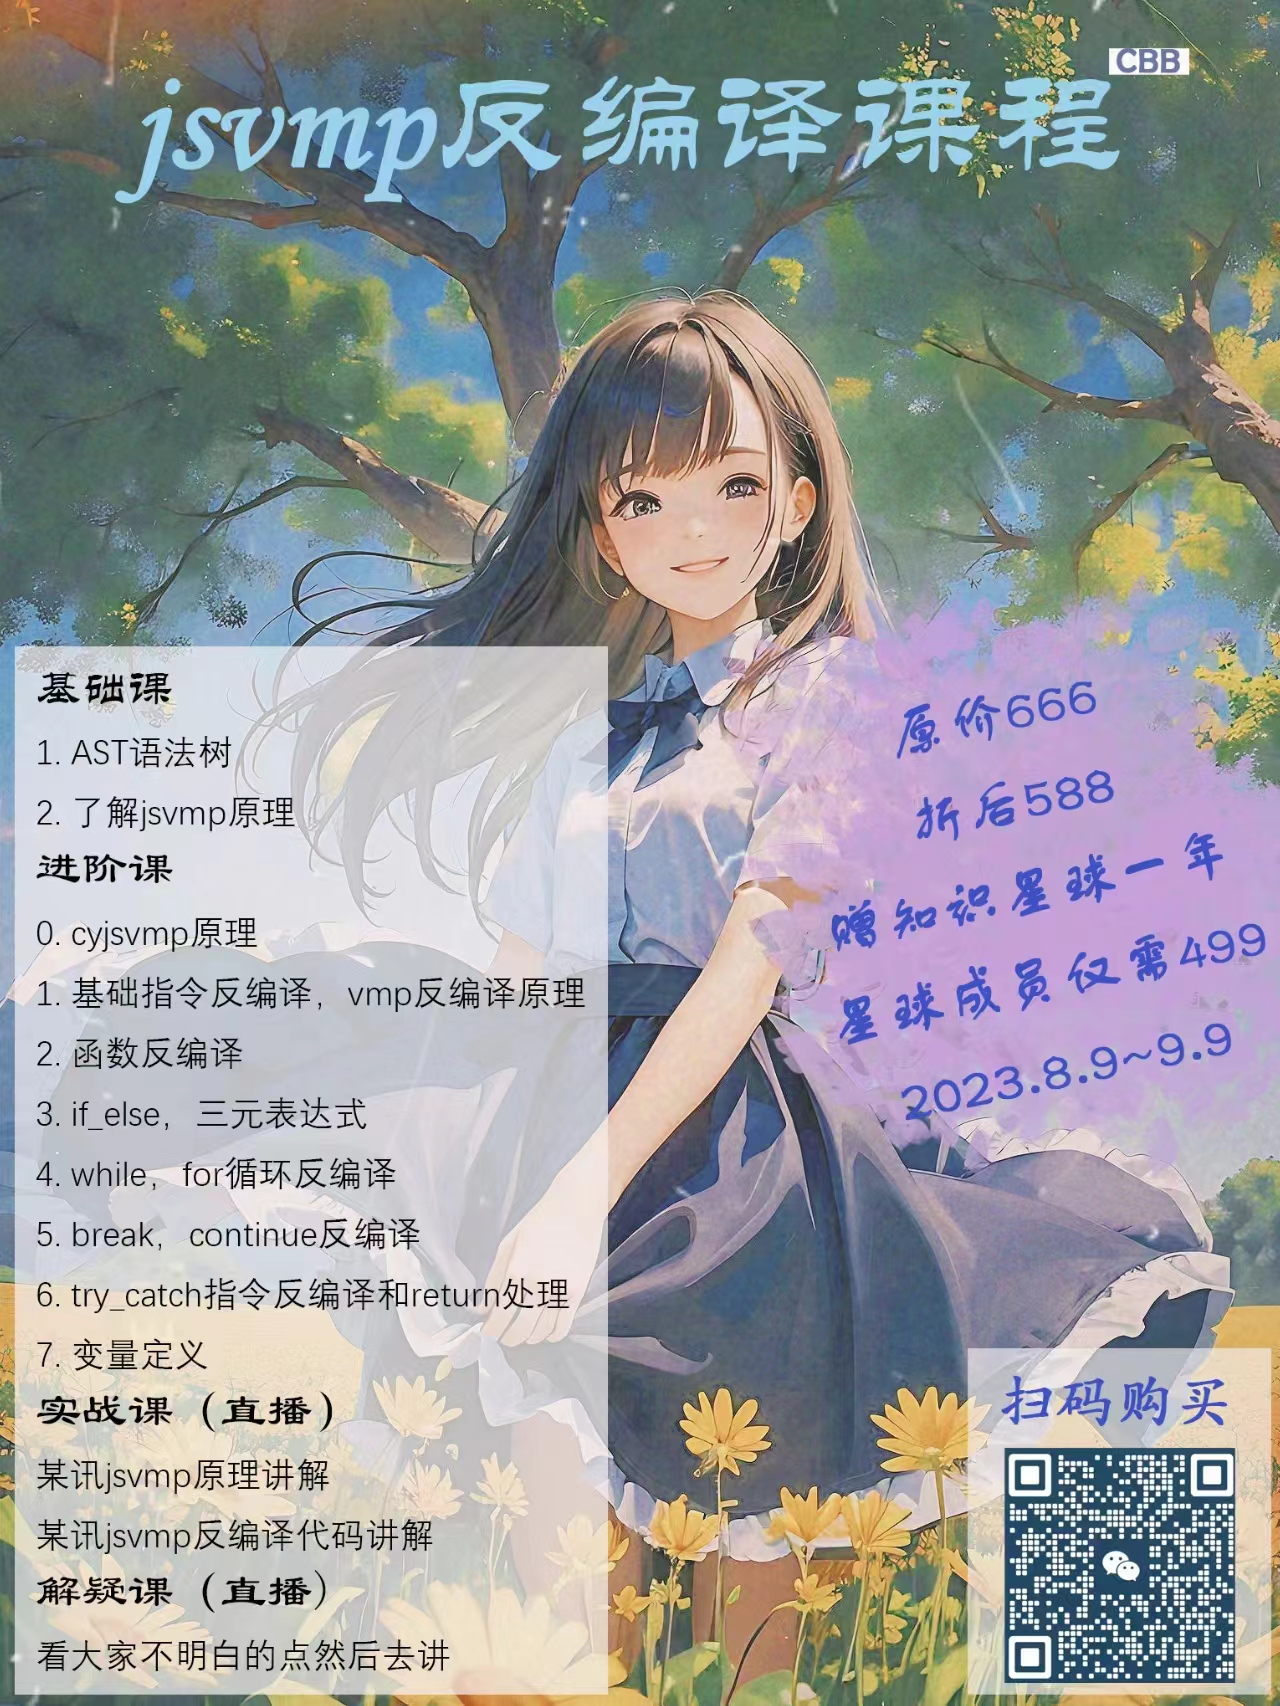 CBB
jsvmp反编译课程
基础课
1. AST语法树
2. 了解jsvmp原理
进阶课
0. cyjsvmp原理
1. 基础指令反编译，vmp反编译原理
2. 函数反编译
3. if_else，三元表达式
4. while，for循环反编译
5. break，continue反编译
6. try_catch指令反编译和return处理
7. 变量定义
实战课（直播）
某讯jsvmp原理讲解
某讯jsvmp反编译代码讲解
解疑课（直播）
看大家不明白的点然后去讲
原价666
折后588
赠知识星球一年
星球成员仅需499
2023.8.9~9.9
扫码购买